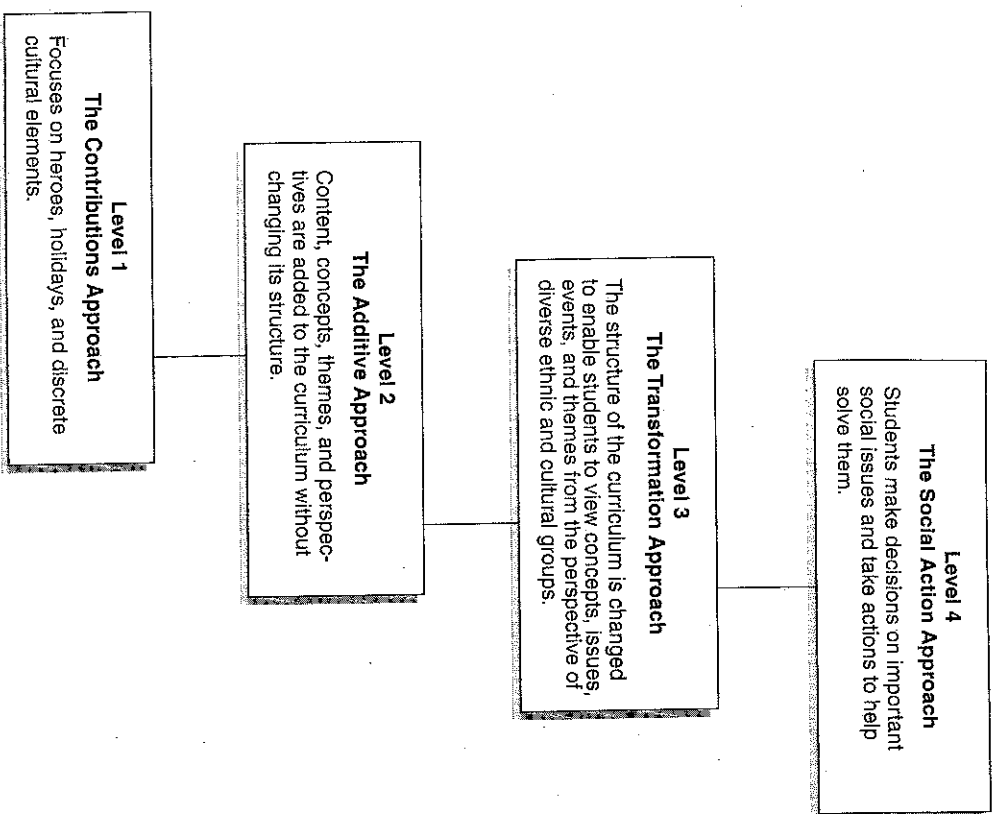 Level 4
The Social Action Approach
Students make decisions on important
social issues and take actions to help
solve them.
Level 3
The Transformation Approach
The structure of the curriculum is changed
to enable students to view concepts, issues,
events, and themes from the perspective of
diverse ethnic and cultural groups.
Level 2
The Additive Approach
Content, concepts, themes, and perspec-
tives are added to the curriculum without
changing its structure.
Level 1
The Contributions Approach
Focuses on heroes, holidays, and discrete
cultural elements.